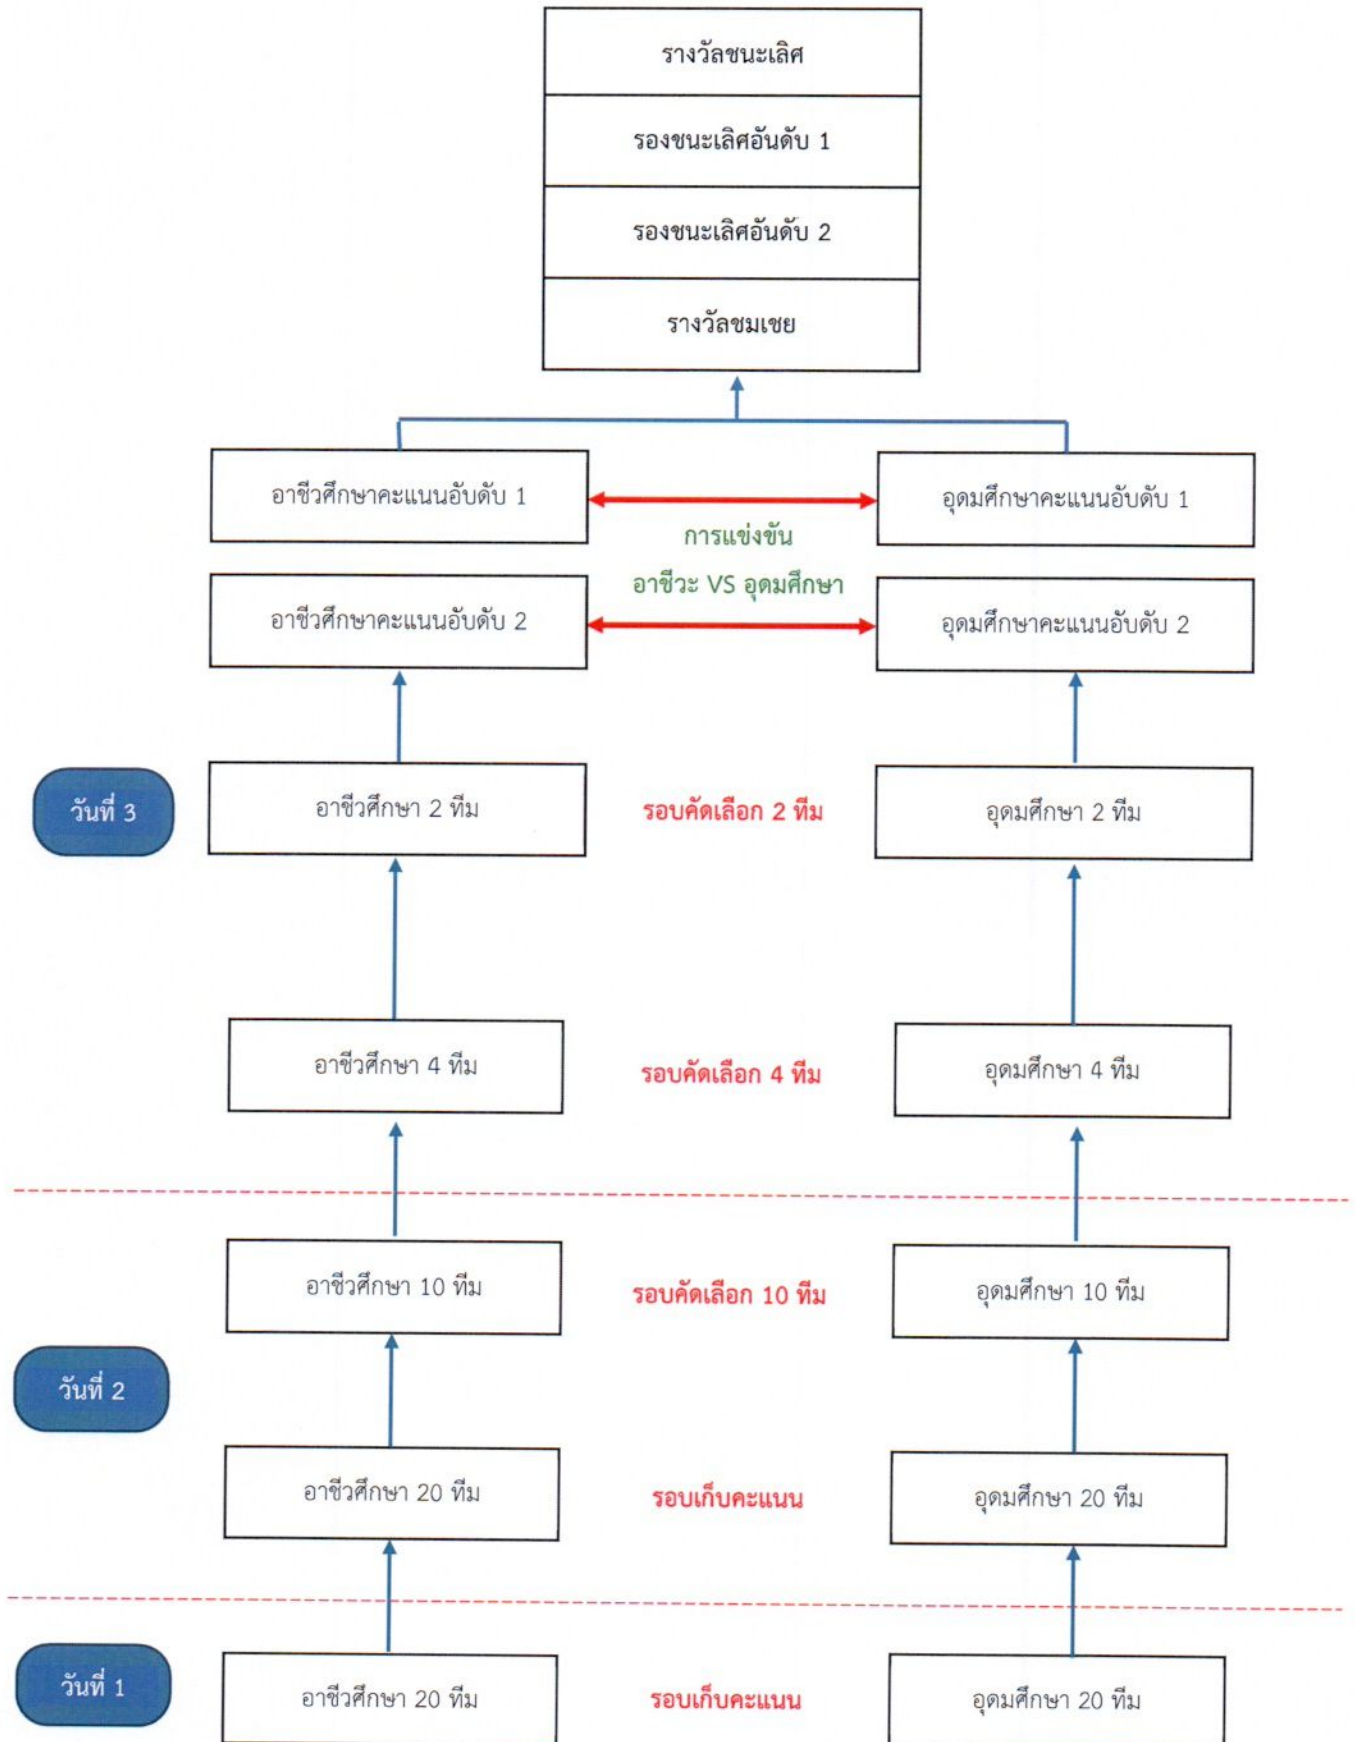 รางวัลชนะเลิศ
รองชนะเลิศอันดับ 1
รองชนะเลิศอันดับ 2
รางวัลชมเชย
อาชีวศึกษาคะแนนอับดับ 1
อุดมศึกษาคะแนนอับดับ 1
การแข่งขัน
อาชีวะ VS อุดมศึกษา
อาชีวศึกษาคะแนนอับดับ 2
อุดมศึกษาคะแนนอับดับ 2
วันที่ 3
อาชีวศึกษา 2 ทีม
รอบคัดเลือก 2 ทีม
อุดมศึกษา 2 ทีม
อาชีวศึกษา 4 ทีม
รอบคัดเลือก 4 ทีม
อุดมศึกษา 4 ทีม
อาชีวศึกษา 10 ทีม
รอบคัดเลือก 10 ทีม
อุดมศึกษา 10 ทีม
วันที่ 2
อาชีวศึกษา 20 ทีม
รอบเก็บคะแนน
อุดมศึกษา 20 ทีม
วันที่ 1
อาชีวศึกษา 20 ทีม
รอบเก็บคะแนน
อุดมศึกษา 20 ทีม